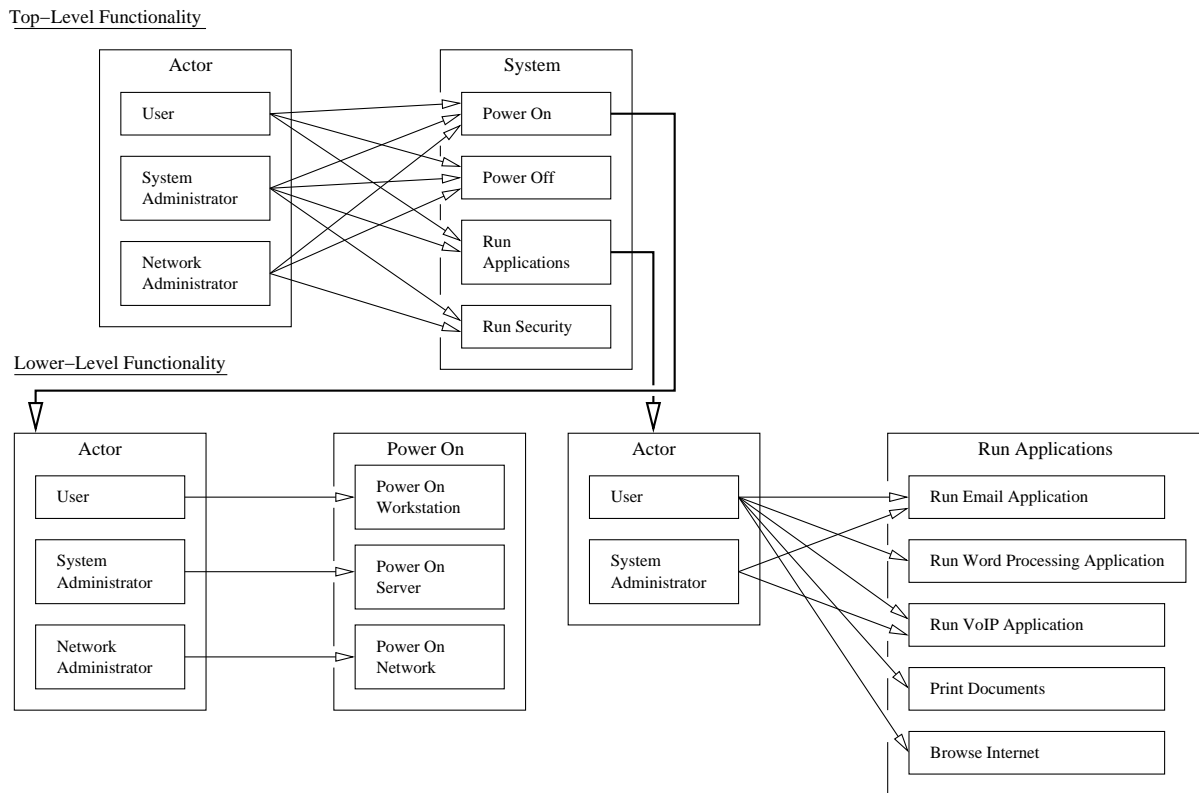 Top−Level Functionality
Actor
System
User
Power On
System
Administrator
Power Off
Network
Administrator
Run
Applications
Run Security
Lower−Level Functionality
Actor
User
System
Administrator
Network
Administrator
Power On
Power On
Workstation
Power On
Server
Power On
Network
Actor
User
System
Administrator
Run Applications
Run Email Application
Run Word Processing Application
Run VoIP Application
Print Documents
Browse Internet